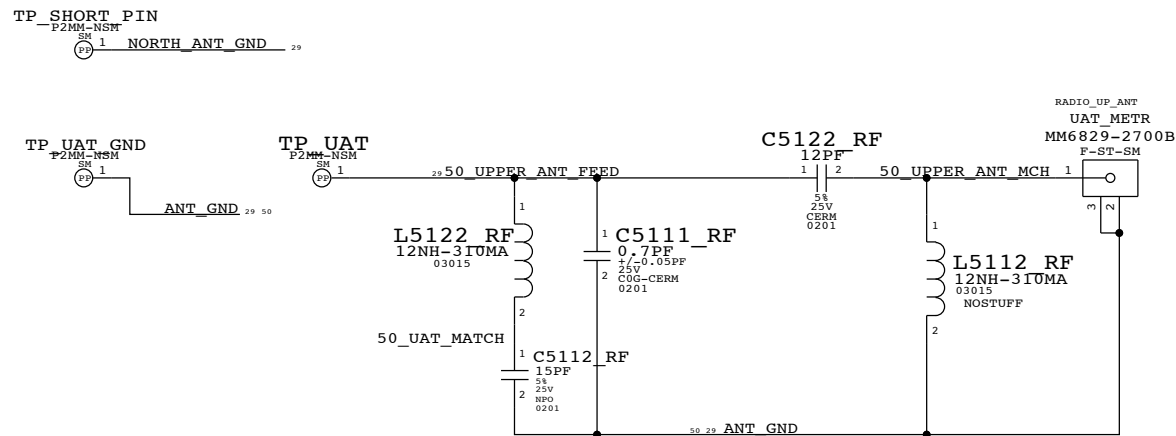 TP_SHORT_PIN
P2MM-NSM
SM
PP
1
NORTH_ANT_GND
29
TP_UAT_GND
P2MM-NSM
SM
PP
1
ANT_GND
29 50
TP_UAT
P2MM-NSM
SM
PP
1
29
50_UPPER_ANT_FEED
C5122_RF
12PF
1
2
5%
25V
CERM
0201
50_UPPER_ANT_MCH
1
RADIO_UP_ANT
UAT_METR
MM6829-2700B
F-ST-SM
3
2
1
L5122_RF
12NH-310MA
03015
2
1
C5111_RF
0.7PF
+/-0.05PF
25V
2
C0G-CERM
0201
1
L5112_RF
12NH-310MA
03015
NOSTUFF
2
50_UAT_MATCH
1
C5112_RF
15PF
5%
25V
2
NPO
0201
50 29
ANT_GND